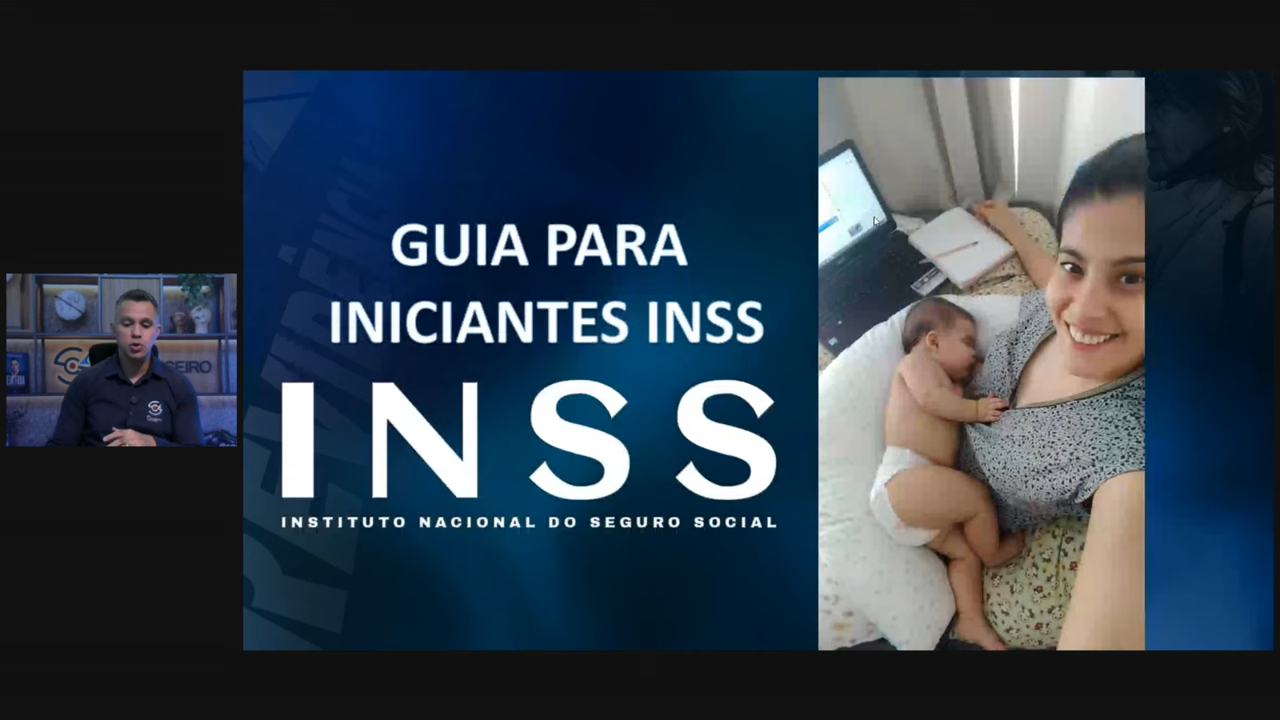 GUIA PARA
INICIANTES INSS
INSS
INSTITUTO NACIONAL DO SEGURO SOCIAL